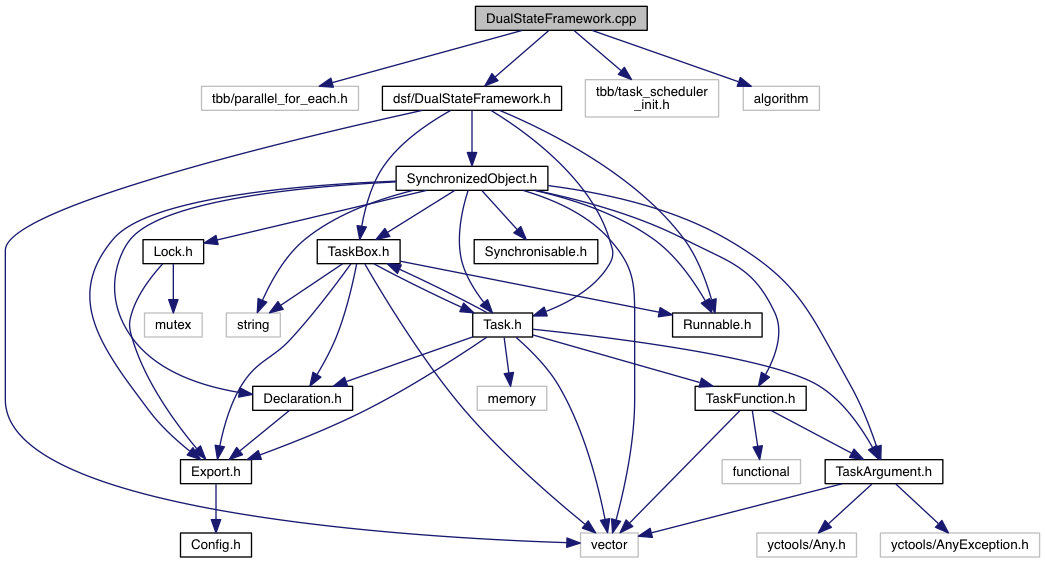 DualStateFramework.cpp
tbb/parallel_for_each.h
dsf/DualStateFramework.h
tbb/task_scheduler
_init.h
algorithm
SynchronizedObject.h
Lock.h
TaskBox.h
Synchronisable.h
mutex
string
Task.h
Runnable.h
Declaration.h
memory
TaskFunction.h
Export.h
functional
TaskArgument.h
Config.h
vector
yctools/Any.h
yctools/AnyException.h